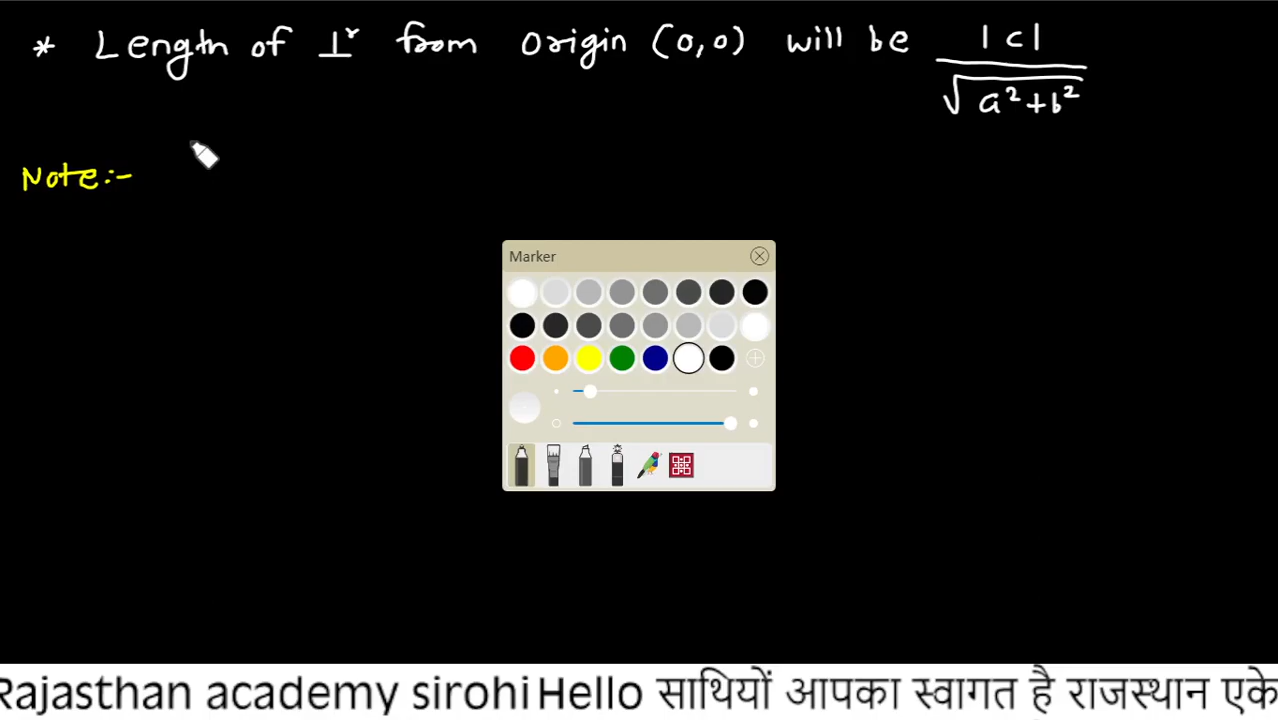 * Length of ⊥ʳ from origin (0,0) will be |c| / √(a²+b²)
Note:-
Marker
Rajasthan academy sirohi Hello साथियों आपका स्वागत है राजस्थान एके